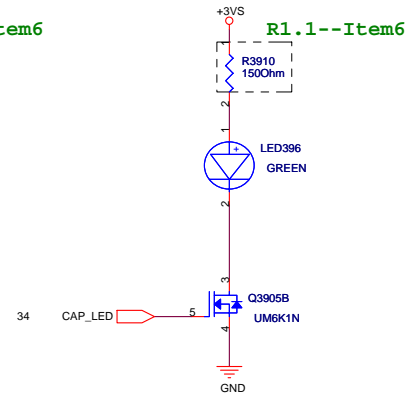 +3VS
tem6
R1.1--Item6
1
R3910
150Ohm
2
1
+
LED396
GREEN
2
3
Q3905B
34
CAP_LED
5
UM6K1N
4
GND